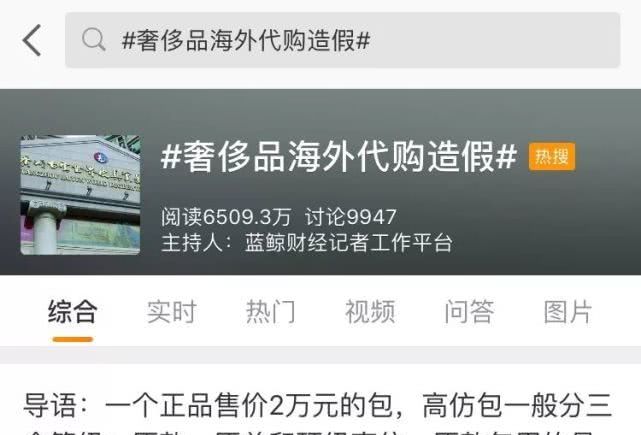 #奢侈品海外代购造假#
#奢侈品海外代购造假# 热搜
阅读6509.3万 讨论9947
主持人：蓝鲸财经记者工作平台
综合 实时 热门 视频 问答 图片
导语：一个正品售价2万元的包，高仿包一般分三